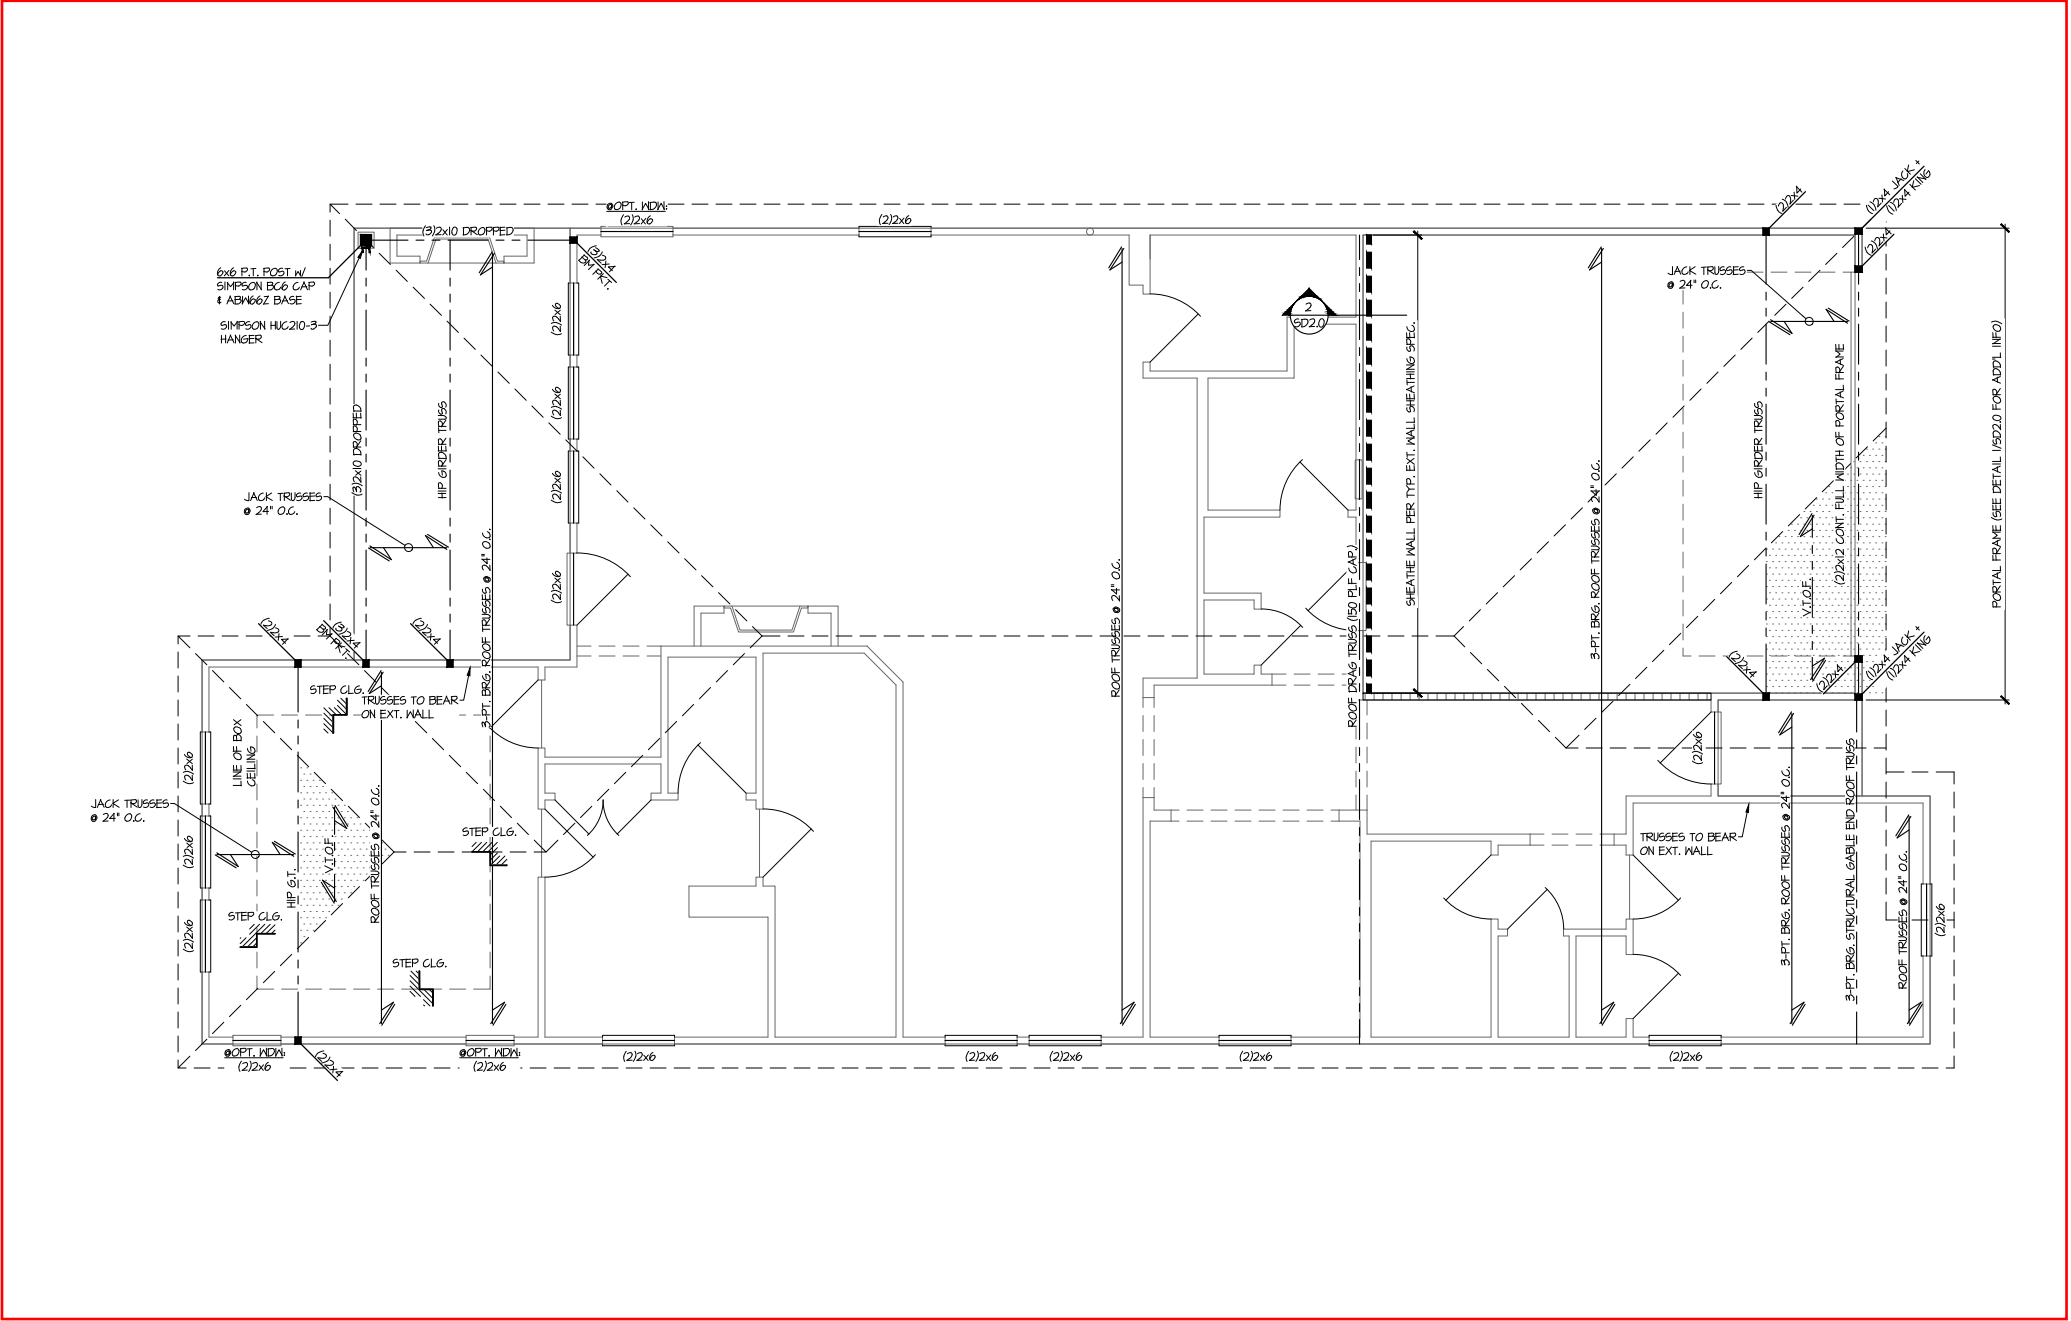 @OPT. WDW:
(2)2x6
(2)2x6
(3)2x10 DROPPED
(3)2x4
BM PKT.
6x6 P.T. POST W/
SIMPSON BC6 CAP
& ABW66Z BASE
SIMPSON HUC210-3
HANGER
(2)2x4
(1)2x4 JACK +
(1)2x4 KING
(2)2x4
JACK TRUSSES
@ 24" O.C.
2
SD2.0
(2)2x6
(2)2x6
(2)2x6
(2)2x6
(3)2x10 DROPPED
HIP GIRDER TRUSS
3-PT. BRG. ROOF TRUSSES @ 24" O.C.
JACK TRUSSES
@ 24" O.C.
ROOF TRUSSES @ 24" O.C.
ROOF DRAG TRUSS (150 PLF CAP.)
SHEATHE WALL PER TYP. EXT. WALL SHEATHING SPEC.
3-PT. BRG. ROOF TRUSSES @ 24" O.C.
HIP GIRDER TRUSS
V.T.O.F.
(2)2x12 CONT. FULL WIDTH OF PORTAL FRAME
PORTAL FRAME (SEE DETAIL 1/SD2.0 FOR ADD'L INFO)
(2)2x4
(3)2x4
BM PKT.
(2)2x4
(2)2x4
(2)2x4
(1)2x4 JACK +
(1)2x4 KING
STEP CLG.
TRUSSES TO BEAR
ON EXT. WALL
LINE OF BOX
CEILING
(2)2x6
(2)2x6
(2)2x6
JACK TRUSSES
@ 24" O.C.
HIP G.T.
V.T.O.F.
ROOF TRUSSES @ 24" O.C.
STEP CLG.
STEP CLG.
STEP CLG.
(2)2x6
TRUSSES TO BEAR
ON EXT. WALL
3-PT. BRG. ROOF TRUSSES @ 24" O.C.
3-PT. BRG. STRUCTURAL GABLE END ROOF TRUSS
ROOF TRUSSES @ 24" O.C.
(2)2x6
@OPT. WDW:
(2)2x6
(2)2x4
@OPT. WDW:
(2)2x6
(2)2x6
(2)2x6
(2)2x6
(2)2x6
(2)2x6